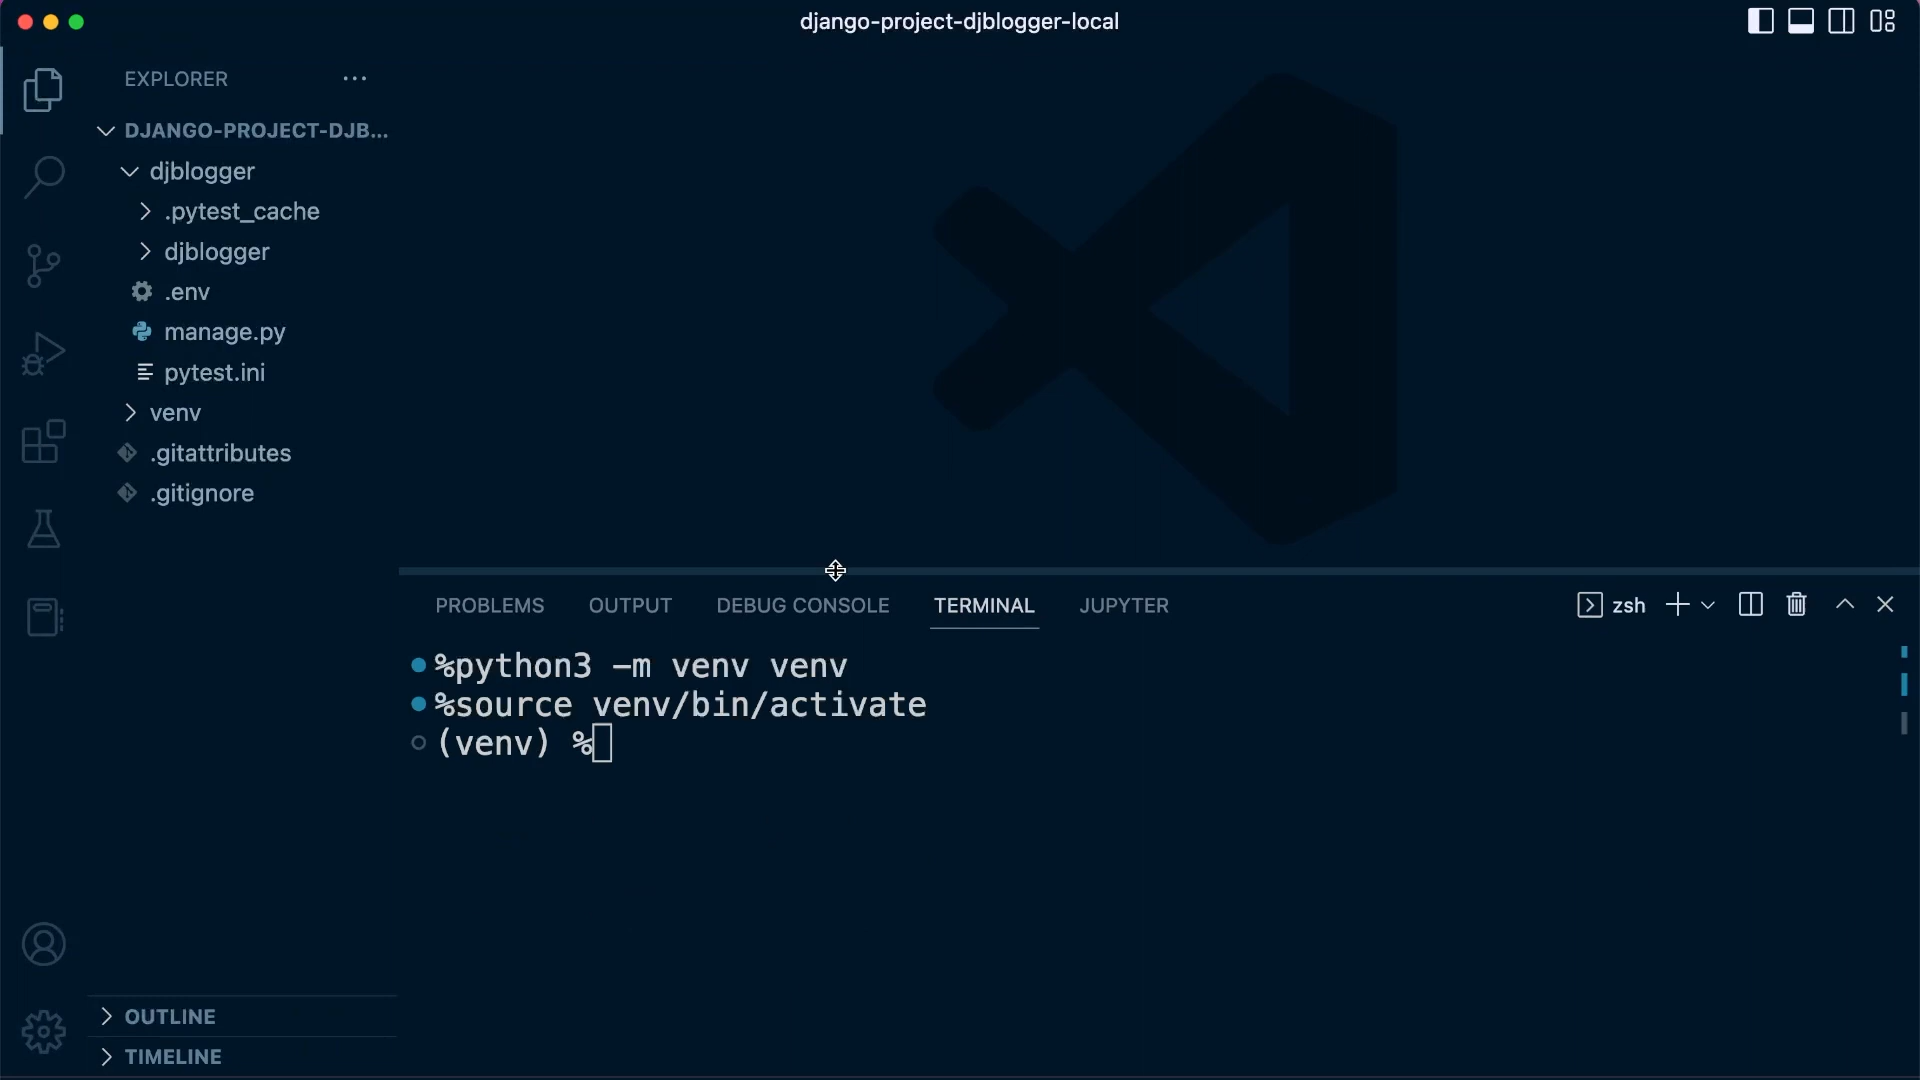 django-project-djblogger-local
EXPLORER
DJANGO-PROJECT-DJB...
djblogger
.pytest_cache
djblogger
.env
manage.py
pytest.ini
venv
.gitattributes
.gitignore
OUTLINE
TIMELINE
PROBLEMS OUTPUT DEBUG CONSOLE TERMINAL JUPYTER zsh
%python3 -m venv venv
%source venv/bin/activate
(venv) %